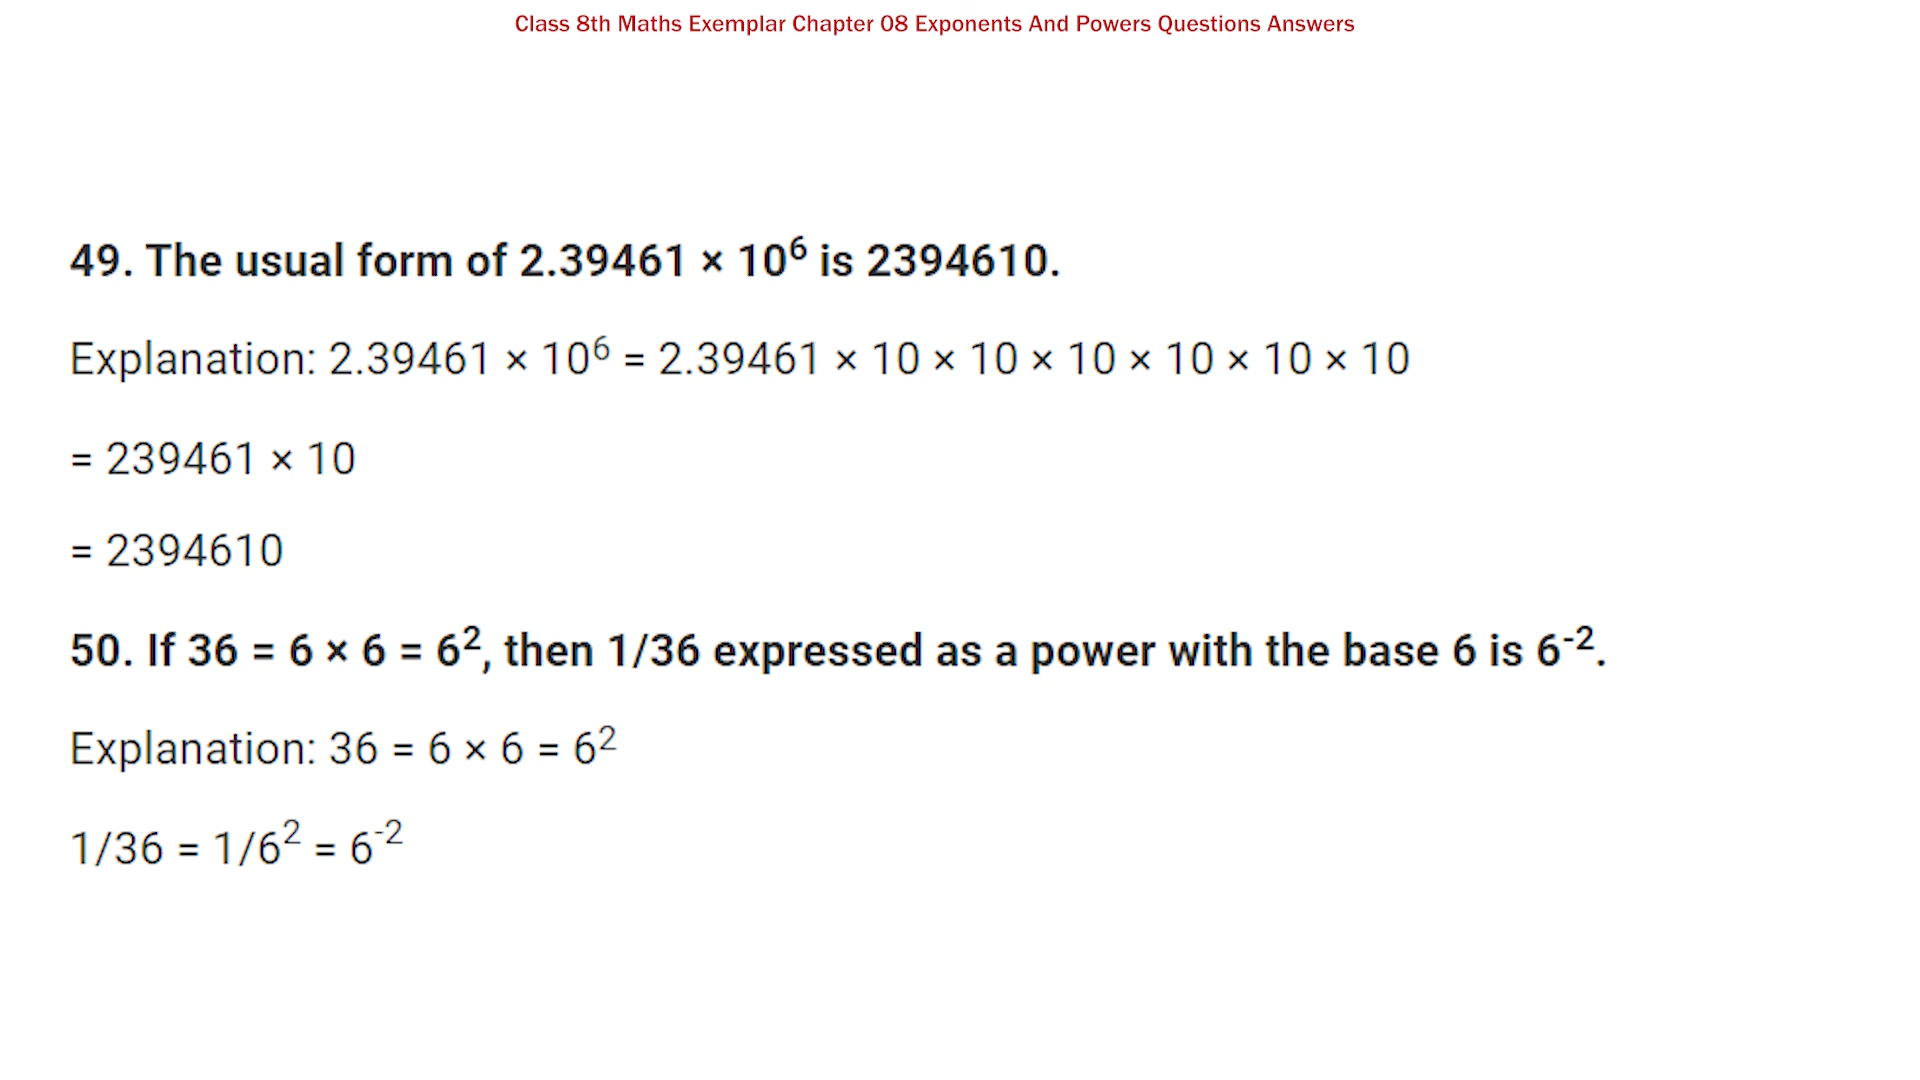 Class 8th Maths Exemplar Chapter 08 Exponents And Powers Questions Answers
49. The usual form of 2.39461 × 10⁶ is 2394610.
Explanation: 2.39461 × 10⁶ = 2.39461 × 10 × 10 × 10 × 10 × 10 × 10
= 239461 × 10
= 2394610
50. If 36 = 6 × 6 = 6², then 1/36 expressed as a power with the base 6 is 6⁻².
Explanation: 36 = 6 × 6 = 6²
1/36 = 1/6² = 6⁻²